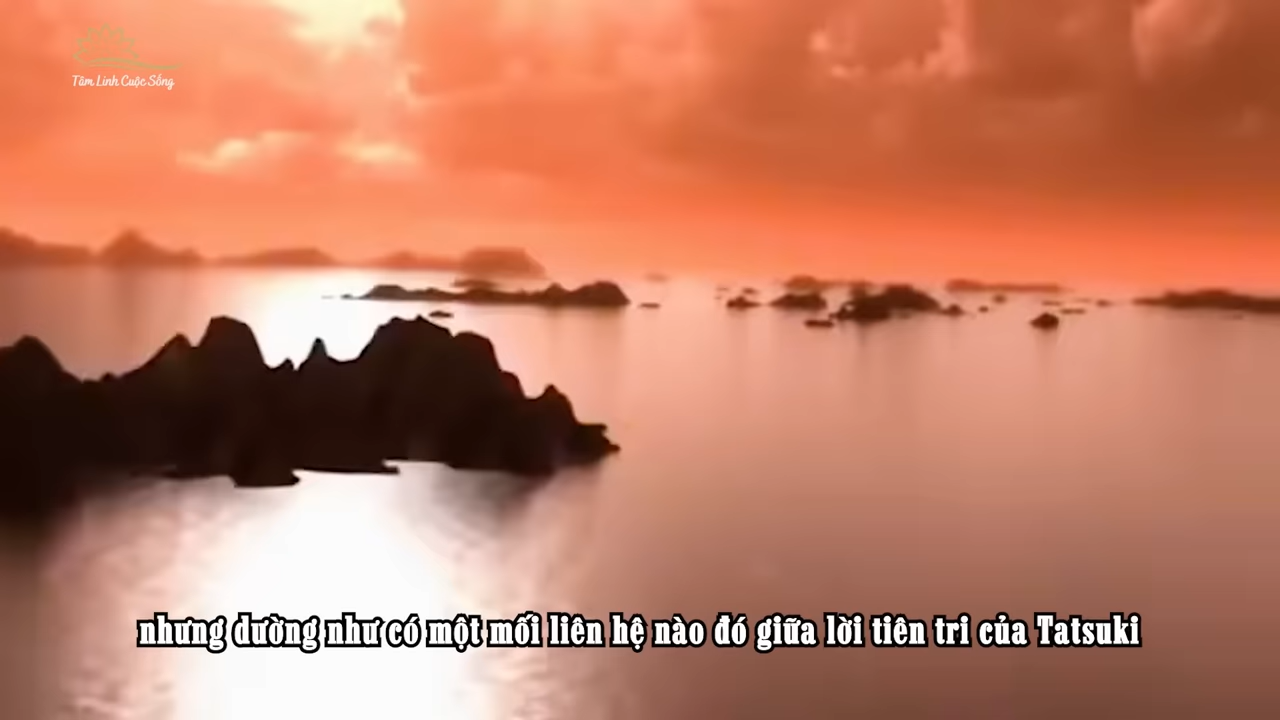 Tâm Linh Cuộc Sống
nhưng dường như có một mối liên hệ nào đó giữa lời tiên tri của Tatsuki